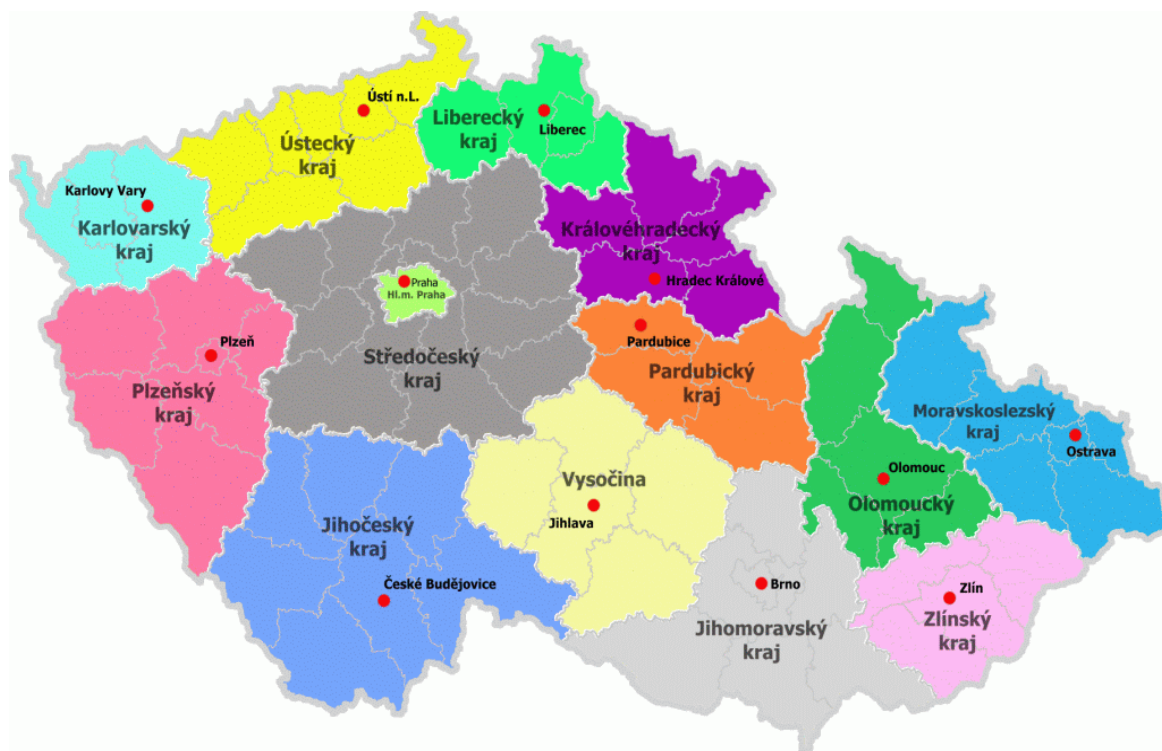 Ústí n.L.
Ústecký
kraj
Liberecký
kraj
Liberec
Karlovy Vary
Karlovarský
kraj
Královéhradecký
kraj
Hradec Králové
Praha
Hl.m. Praha
Plzeň
Plzeňský
kraj
Středočeský
kraj
Pardubice
Pardubický
kraj
Moravskoslezský
kraj
Ostrava
Olomouc
Olomoucký
kraj
Vysočina
Jihlava
Jihočeský
kraj
České Budějovice
Brno
Jihomoravský
kraj
Zlín
Zlínský
kraj